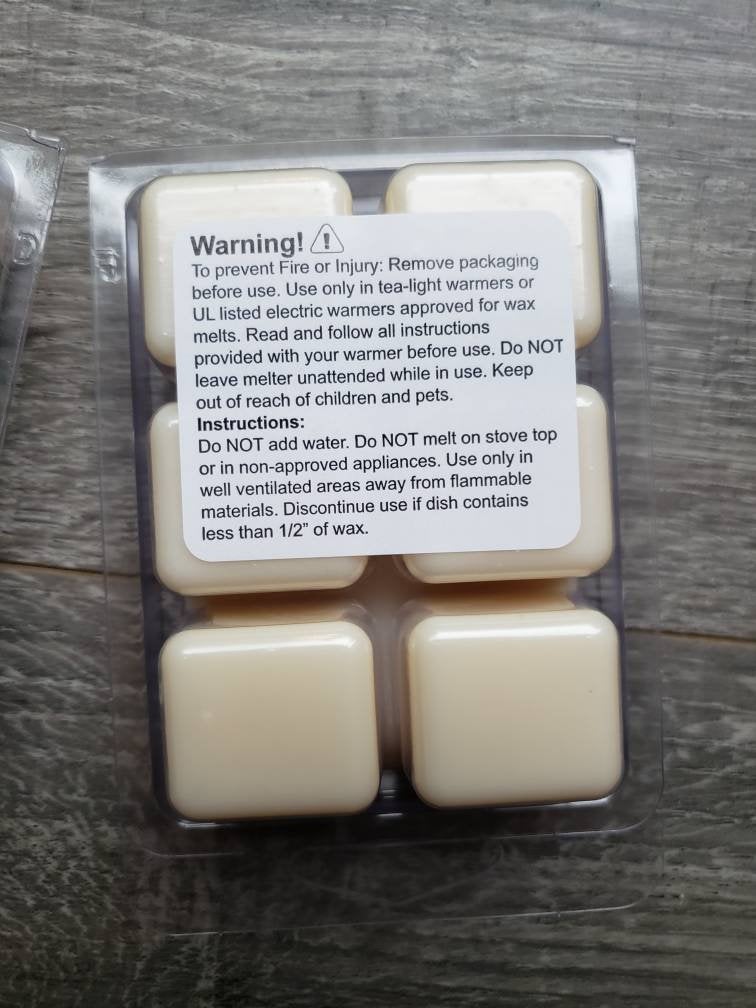 Warning!
To prevent Fire or Injury: Remove packaging
before use. Use only in tea-light warmers or
UL listed electric warmers approved for wax
melts. Read and follow all instructions
provided with your warmer before use. Do NOT
leave melter unattended while in use. Keep
out of reach of children and pets.
Instructions:
Do NOT add water. Do NOT melt on stove top
or in non-approved appliances. Use only in
well ventilated areas away from flammable
materials. Discontinue use if dish contains
less than 1/2" of wax.